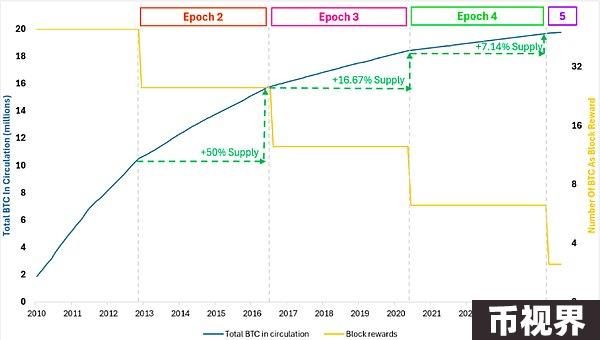 Epoch 2
Epoch 3
Epoch 4
5
20
18
16
14
12
10
8
6
4
2
0
Total BTC In Circulation (millions)
+50% Supply
+16.67% Supply
+7.14% Supply
32
16
8
4
Number Of BTC As Block Reward
2010
2011
2012
2013
2014
2015
2016
2017
2018
2019
2020
2021
Total BTC in circulation
Block rewards
币视界